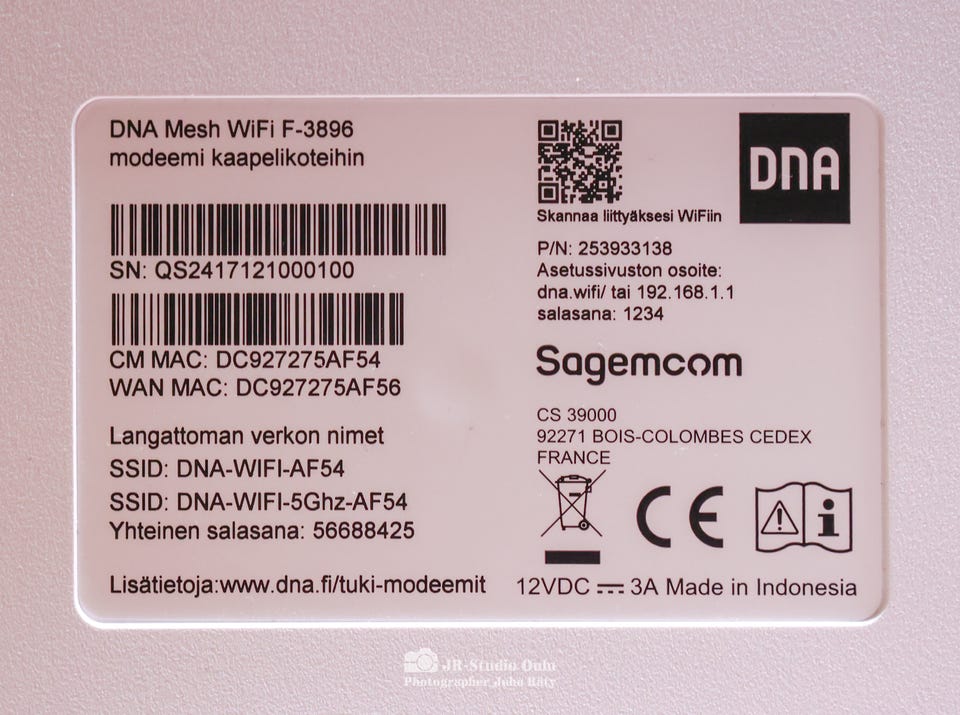 DNA Mesh WiFi F-3896
modeemi kaapelikoteihin
SN: QS2417121000100
CM MAC: DC927275AF54
WAN MAC: DC927275AF56
Langattoman verkon nimet
SSID: DNA-WIFI-AF54
SSID: DNA-WIFI-5Ghz-AF54
Yhteinen salasana: 56688425
Lisätietoja:www.dna.fi/tuki-modeemit
DNA
Skannaa liittyäksesi WiFiin
P/N: 253933138
Asetussivuston osoite:
dna.wifi/ tai 192.168.1.1
salasana: 1234
Sagemcom
CS 39000
92271 BOIS-COLOMBES CEDEX
FRANCE
CE
12VDC ⎓ 3A Made in Indonesia
JR-Studio Oulu
Photographer Juha Räty